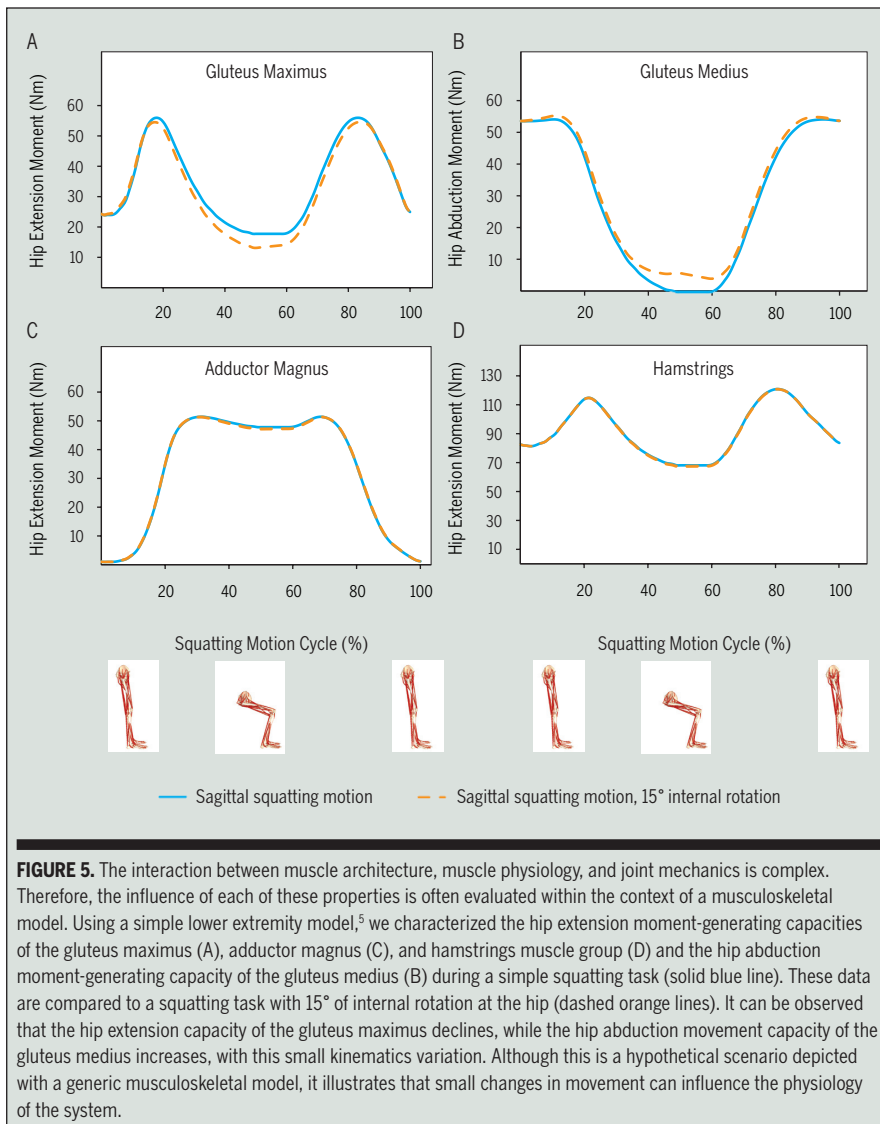 A
Gluteus Maximus
Hip Extension Moment (Nm)
60
50
40
30
20
10
20 40 60 80 100
B
Gluteus Medius
Hip Abduction Moment (Nm)
60
50
40
30
20
10
20 40 60 80 100
C
Adductor Magnus
Hip Extension Moment (Nm)
60
50
40
30
20
10
20 40 60 80 100
D
Hamstrings
Hip Extension Moment (Nm)
130
110
90
70
50
30
10
20 40 60 80 100
Squatting Motion Cycle (%)
Squatting Motion Cycle (%)
Sagittal squatting motion
Sagittal squatting motion, 15° internal rotation
FIGURE 5. The interaction between muscle architecture, muscle physiology, and joint mechanics is complex.
Therefore, the influence of each of these properties is often evaluated within the context of a musculoskeletal
model. Using a simple lower extremity model,⁵ we characterized the hip extension moment-generating capacities
of the gluteus maximus (A), adductor magnus (C), and hamstrings muscle group (D) and the hip abduction
moment-generating capacity of the gluteus medius (B) during a simple squatting task (solid blue line). These data
are compared to a squatting task with 15° of internal rotation at the hip (dashed orange lines). It can be observed
that the hip extension capacity of the gluteus maximus declines, while the hip abduction movement capacity of the
gluteus medius increases, with this small kinematics variation. Although this is a hypothetical scenario depicted
with a generic musculoskeletal model, it illustrates that small changes in movement can influence the physiology
of the system.